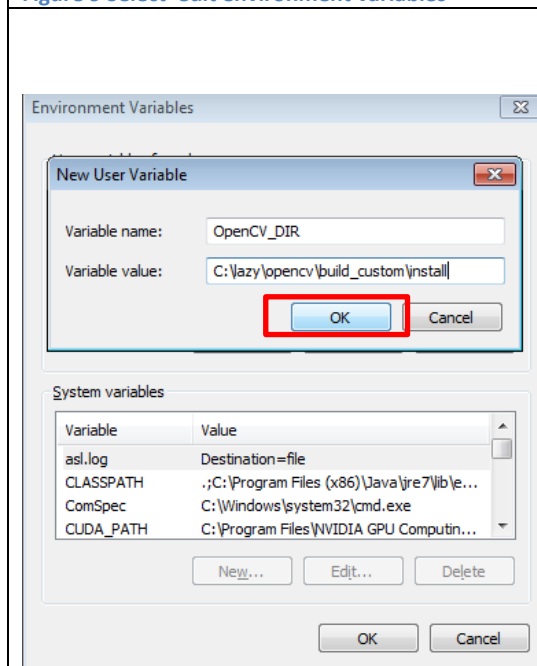 Environment Variables
New User Variable
Variable name: OpenCV_DIR
Variable value: C:\lazy\opencv\build_custom\install
OK Cancel
System variables
Variable Value
asl.log Destination=file
CLASSPATH .;C:\Program Files (x86)\Java\jre7\lib\e...
ComSpec C:\Windows\system32\cmd.exe
CUDA_PATH C:\Program Files\NVIDIA GPU Computin...
New... Edit... Delete
OK Cancel